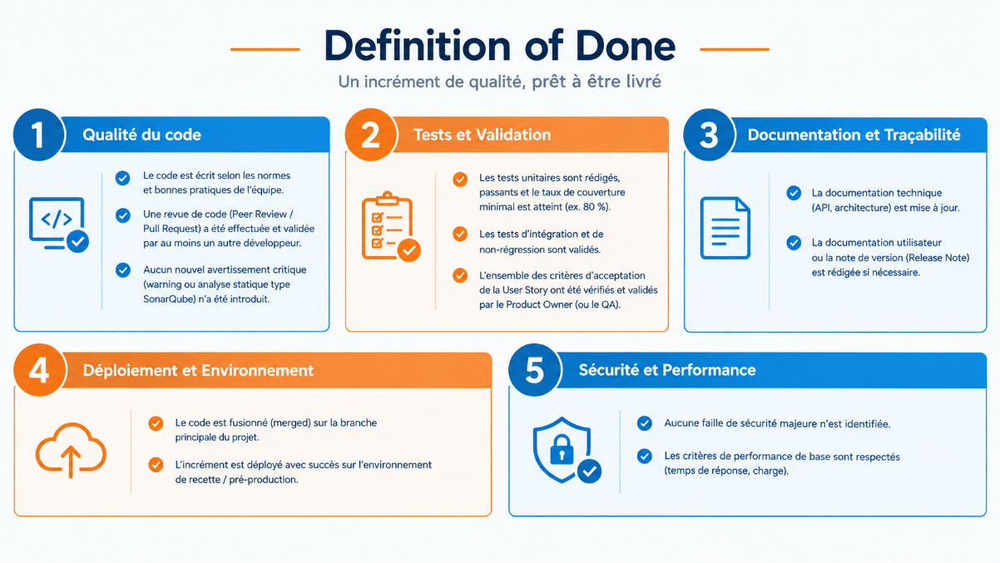 Definition of Done
Un incrément de qualité, prêt à être livré
1
Qualité du code
Le code est écrit selon les normes
et bonnes pratiques de l'équipe.
</>
Une revue de code (Peer Review /
Pull Request) a été effectuée et validée
par au moins un autre développeur.
Aucun nouvel avertissement critique
(warning ou analyse statique type
SonarQube) n'a été introduit.
2
Tests et Validation
Les tests unitaires sont rédigés,
passants et le taux de couverture
minimal est atteint (ex. 80 %).
Les tests d'intégration et de
non-régression sont validés.
L'ensemble des critères d'acceptation
de la User Story ont été vérifiés et validés
par le Product Owner (ou le QA).
3
Documentation et Traçabilité
La documentation technique
(API, architecture) est mise à jour.
La documentation utilisateur
ou la note de version (Release Note)
est rédigée si nécessaire.
4
Déploiement et Environnement
Le code est fusionné (merged) sur la branche
principale du projet.
L'incrément est déployé avec succès sur l'environnement
de recette / pré-production.
5
Sécurité et Performance
Aucune faille de sécurité majeure n'est identifiée.
Les critères de performance de base sont respectés
(temps de réponse, charge).